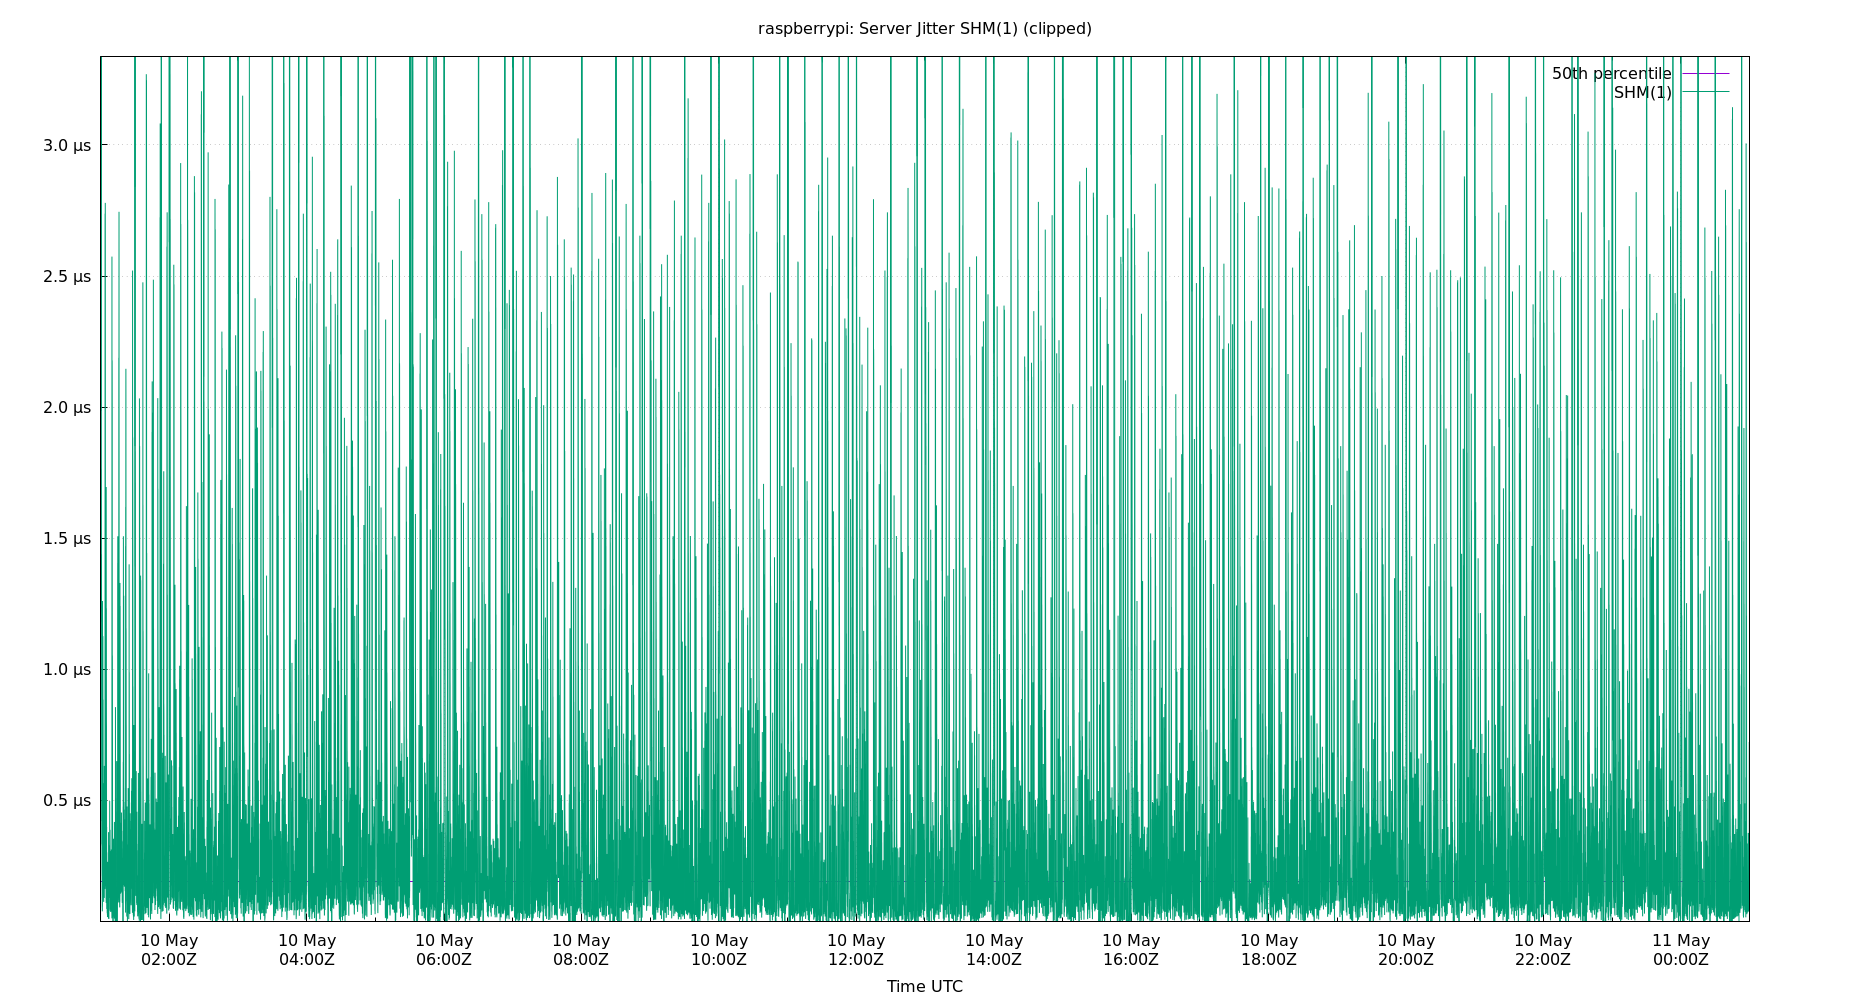 raspberrypi: Server Jitter SHM(1) (clipped)
50th percentile
SHM(1)
3.0 µs
2.5 µs
2.0 µs
1.5 µs
1.0 µs
0.5 µs
10 May 10 May 10 May 10 May 10 May 10 May 10 May 10 May 10 May 10 May 10 May 11 May
02:00Z 04:00Z 06:00Z 08:00Z 10:00Z 12:00Z 14:00Z 16:00Z 18:00Z 20:00Z 22:00Z 00:00Z
Time UTC